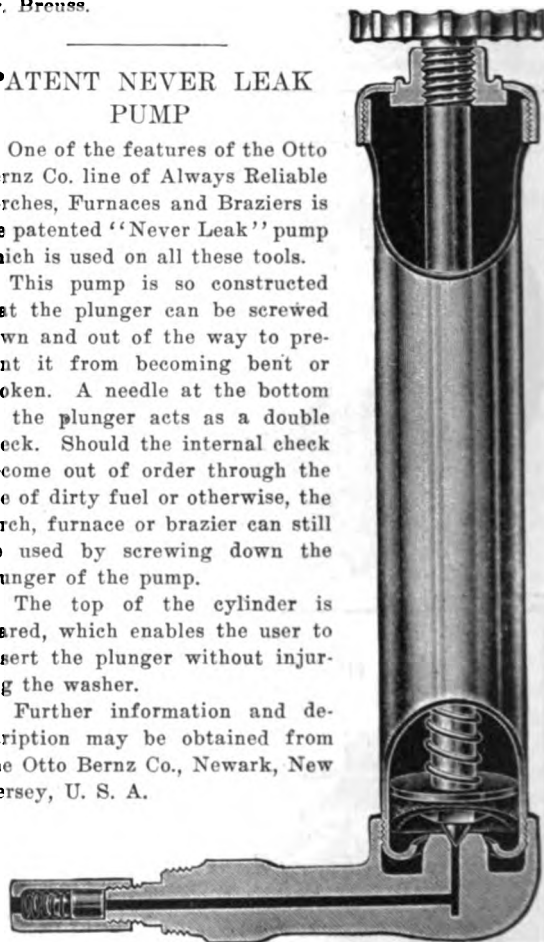 . Breuss.
PATENT NEVER LEAK
PUMP
One of the features of the Otto
ernz Co. line of Always Reliable
rches, Furnaces and Braziers is
e patented "Never Leak" pump
hich is used on all these tools.
This pump is so constructed
at the plunger can be screwed
wn and out of the way to pre-
nt it from becoming bent or
oken. A needle at the bottom
the plunger acts as a double
eck. Should the internal check
come out of order through the
e of dirty fuel or otherwise, the
rch, furnace or brazier can still
used by screwing down the
unger of the pump.
The top of the cylinder is
ared, which enables the user to
sert the plunger without injur-
g the washer.
Further information and de-
ription may be obtained from
e Otto Bernz Co., Newark, New
ersey, U. S. A.